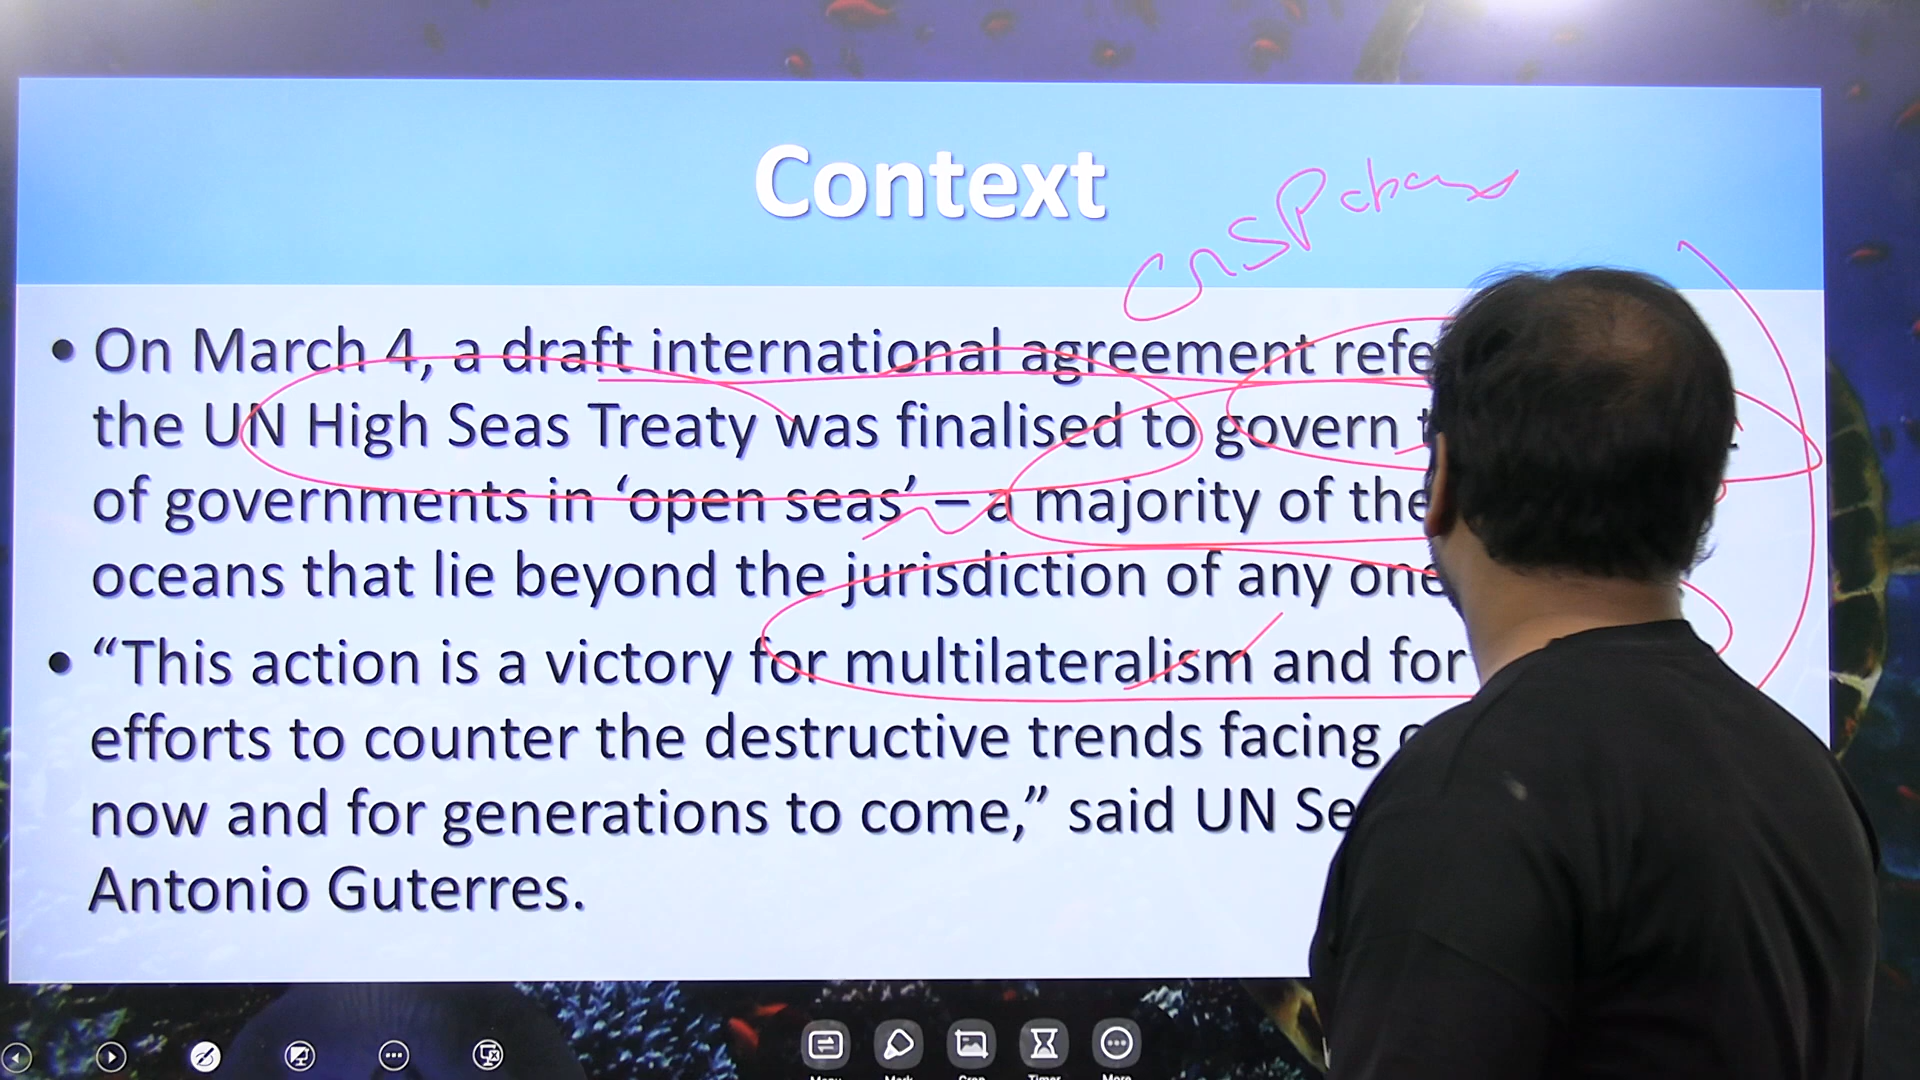 Context
• On March 4, a draft international agreement refe
the UN High Seas Treaty was finalised to govern
of governments in ‘open seas’ – a majority of the
oceans that lie beyond the jurisdiction of any one
• “This action is a victory for multilateralism and for
efforts to counter the destructive trends facing
now and for generations to come,” said UN Se
Antonio Guterres.